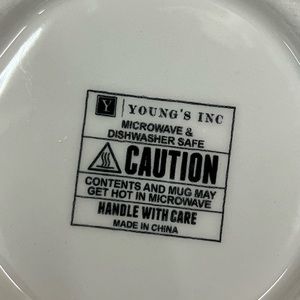 Y YOUNG'S INC
MICROWAVE &
DISHWASHER SAFE
CAUTION
CONTENTS AND MUG MAY
GET HOT IN MICROWAVE
HANDLE WITH CARE
MADE IN CHINA